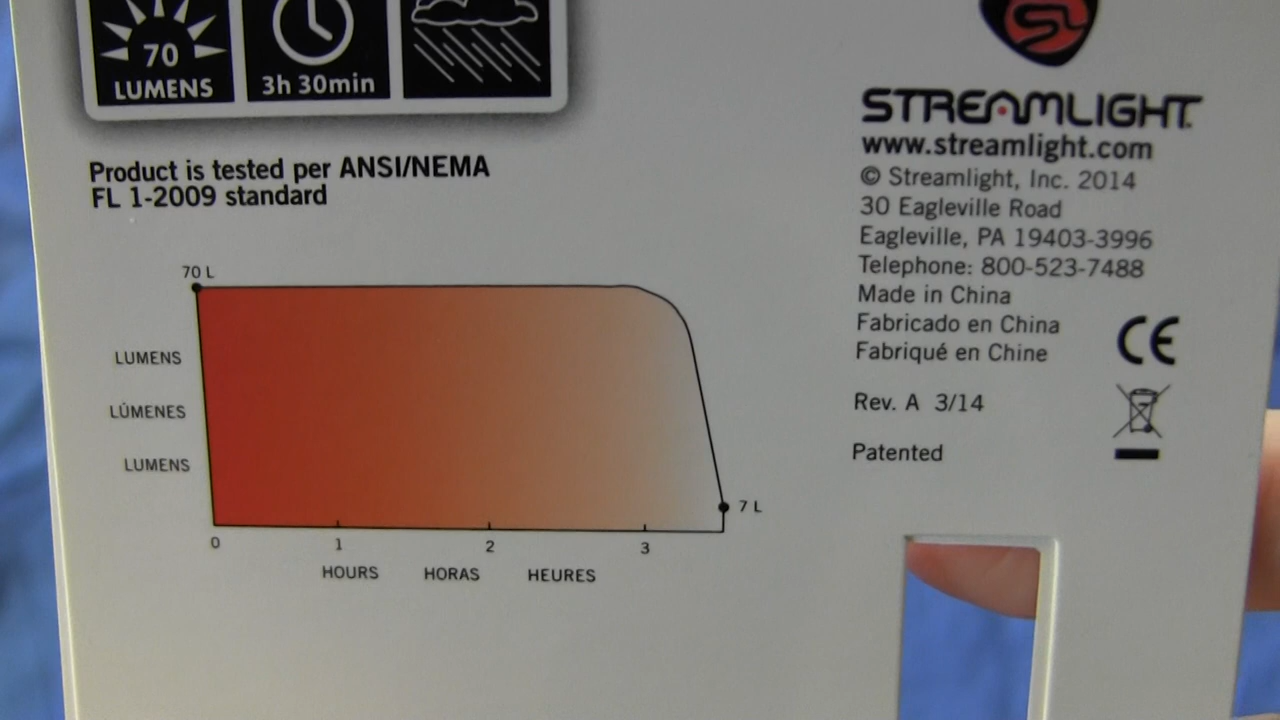 70
LUMENS
3h 30min
Product is tested per ANSI/NEMA
FL 1-2009 standard
70 L
LUMENS
LÚMENES
LUMENS
7 L
0 1 2 3
HOURS HORAS HEURES
STREAMLIGHT
www.streamlight.com
© Streamlight, Inc. 2014
30 Eagleville Road
Eagleville, PA 19403-3996
Telephone: 800-523-7488
Made in China
Fabricado en China
Fabriqué en Chine
CE
Rev. A 3/14
Patented